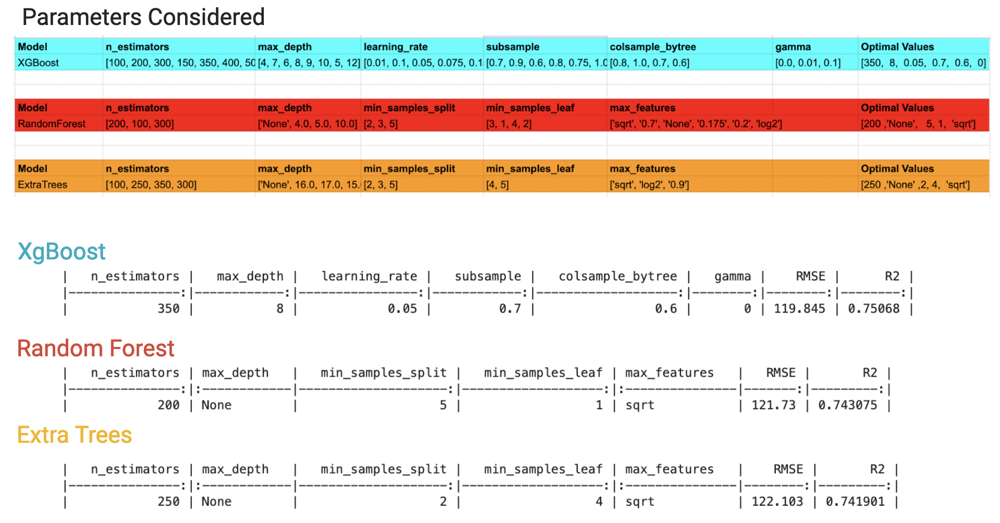 Parameters Considered
Model n_estimators max_depth learning_rate subsample colsample_bytree gamma Optimal Values
XGBoost [100, 200, 300, 150, 350, 400, 50 [4, 7, 6, 8, 9, 10, 5, 12] [0.01, 0.1, 0.05, 0.075, 0.1 [0.7, 0.9, 0.6, 0.8, 0.75, 1.0 [0.8, 1.0, 0.7, 0.6] [0.0, 0.01, 0.1] [350, 8, 0.05, 0.7, 0.6, 0]
Model n_estimators max_depth min_samples_split min_samples_leaf max_features Optimal Values
RandomForest [200, 100, 300] ['None', 4.0, 5.0, 10.0] [2, 3, 5] [3, 1, 4, 2] ['sqrt', '0.7', 'None', '0.175', '0.2', 'log2'] [200 ,'None', 5, 1, 'sqrt']
Model n_estimators max_depth min_samples_split min_samples_leaf max_features Optimal Values
ExtraTrees [100, 250, 350, 300] ['None', 16.0, 17.0, 15. [2, 3, 5] [4, 5] ['sqrt', 'log2', '0.9'] [250 ,'None' ,2, 4, 'sqrt']
XgBoost
| n_estimators | max_depth | learning_rate | subsample | colsample_bytree | gamma | RMSE | R2 |
|---------------:|------------:|----------------:|------------:|-------------------:|--------:|--------:|--------:|
| 350 | 8 | 0.05 | 0.7 | 0.6 | 0 | 119.845 | 0.75068 |
Random Forest
| n_estimators | max_depth | min_samples_split | min_samples_leaf | max_features | RMSE | R2 |
|---------------:|:------------|--------------------:|-------------------:|:---------------|-------:|---------:|
| 200 | None | 5 | 1 | sqrt | 121.73 | 0.743075 |
Extra Trees
| n_estimators | max_depth | min_samples_split | min_samples_leaf | max_features | RMSE | R2 |
|---------------:|:------------|--------------------:|-------------------:|:---------------|--------:|---------:|
| 250 | None | 2 | 4 | sqrt | 122.103 | 0.741901 |